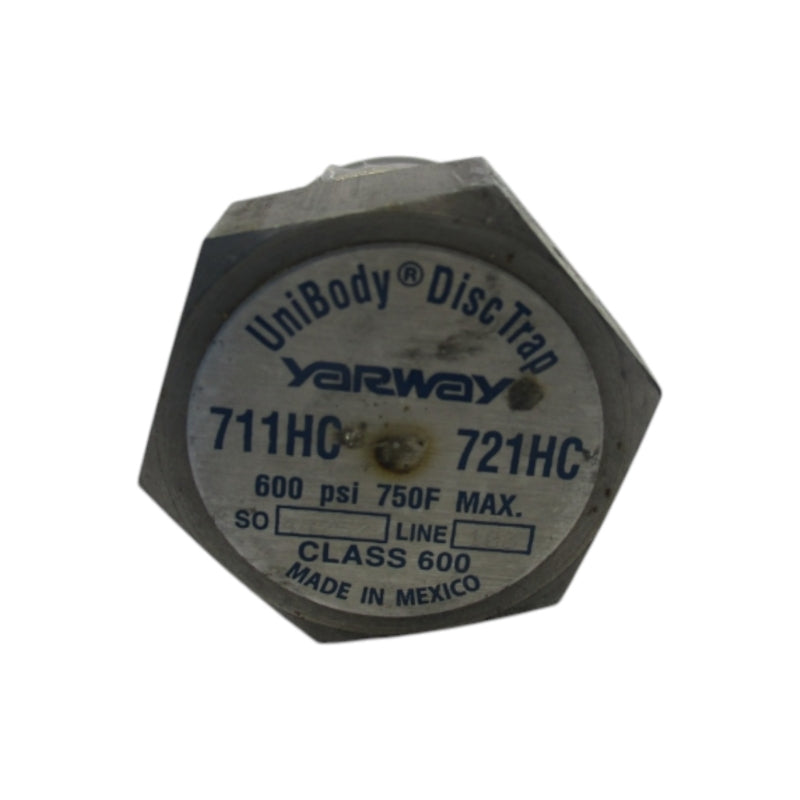 UniBody® Disc Trap
YARWAY
711HC 721HC
600 psi 750F MAX.
SO LINE
CLASS 600
MADE IN MEXICO